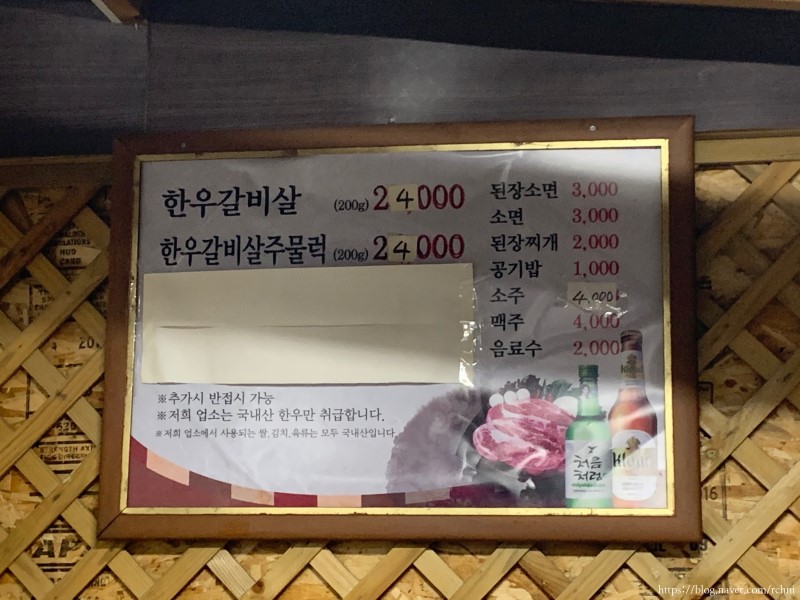 한우갈비살 (200g) 24000
한우갈비살주물럭 (200g) 24000
※추가시 반접시 가능
※저희 업소는 국내산 한우만 취급합니다.
※저희 업소에서 사용되는 쌀,김치,육류는 모두 국내산입니다.
된장소면 3,000
소면 3,000
된장찌개 2,000
공기밥 1,000
소주 4,000
맥주 4,000
음료수 2,000
처음
처럼
HUD
CARD
16
https://blog.naver.com/rchni